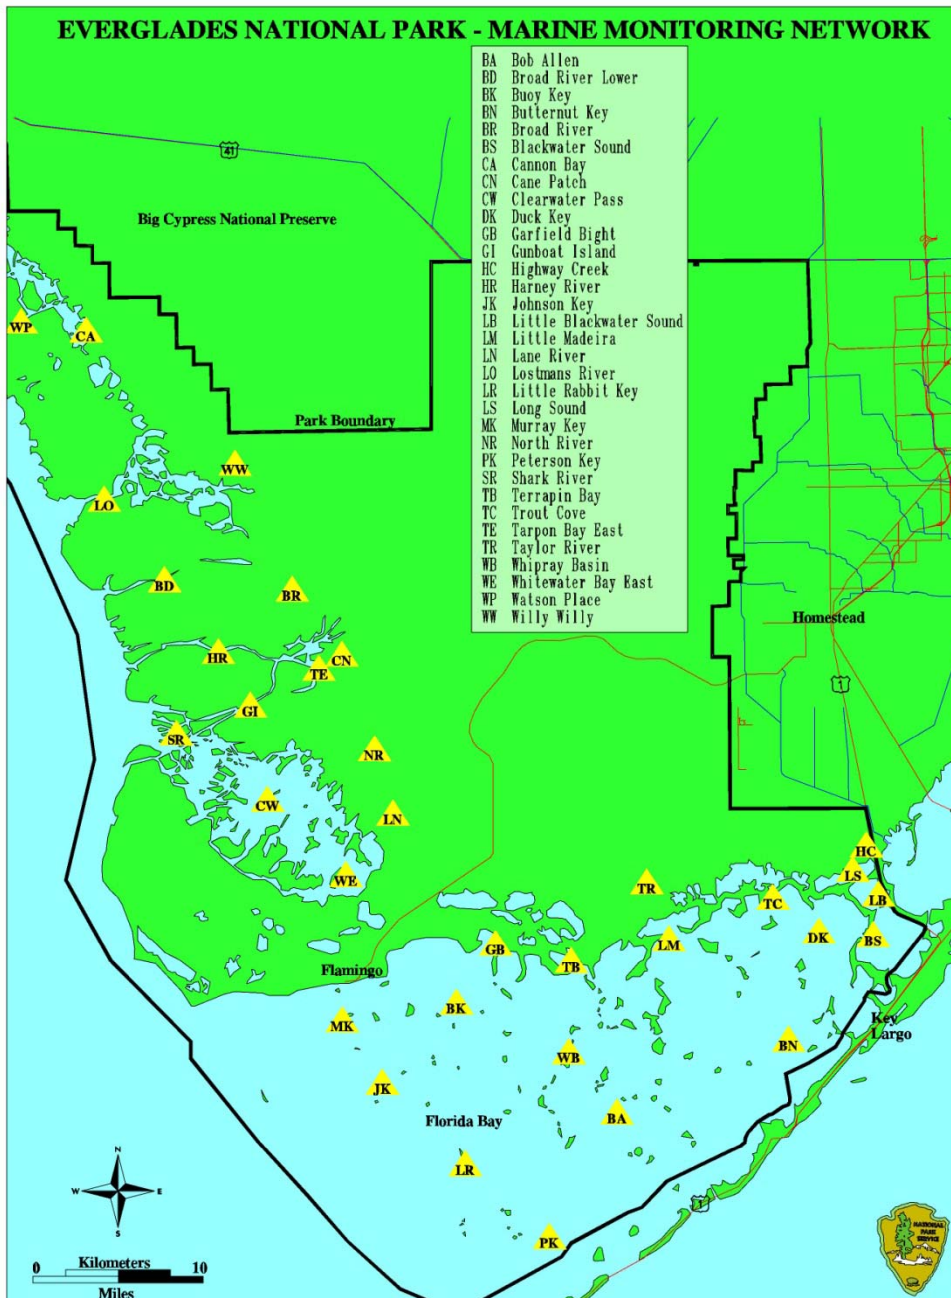 EVERGLADES NATIONAL PARK - MARINE MONITORING NETWORK
BA Bob Allen
BD Broad River Lower
BK Buoy Key
BN Butternut Key
BR Broad River
BS Blackwater Sound
CA Cannon Bay
CN Cane Patch
CW Clearwater Pass
DK Duck Key
GB Garfield Bight
GI Gunboat Island
HC Highway Creek
HR Harney River
JK Johnson Key
LB Little Blackwater Sound
LM Little Madeira
LN Lane River
LO Lostmans River
LR Little Rabbit Key
LS Long Sound
MK Murray Key
NR North River
PK Peterson Key
SR Shark River
TB Terrapin Bay
TC Trout Cove
TE Tarpon Bay East
TR Taylor River
WB Whipray Basin
WE Whitewater Bay East
WP Watson Place
WW Willy Willy
41
Big Cypress National Preserve
WP
CA
Park Boundary
WW
LO
BD
BR
Homestead
HR
CN
TE
1
GI
SR
NR
CW
LN
HC
LS
WE
TR
LB
TC
DK
BS
GB
LM
TB
Flamingo
BK
MK
Key
Largo
BN
WB
JK
BA
Florida Bay
LR
N
W
E
S
1
PK
NATIONAL
PARK
SERVICE
Kilometers
0 10
Miles